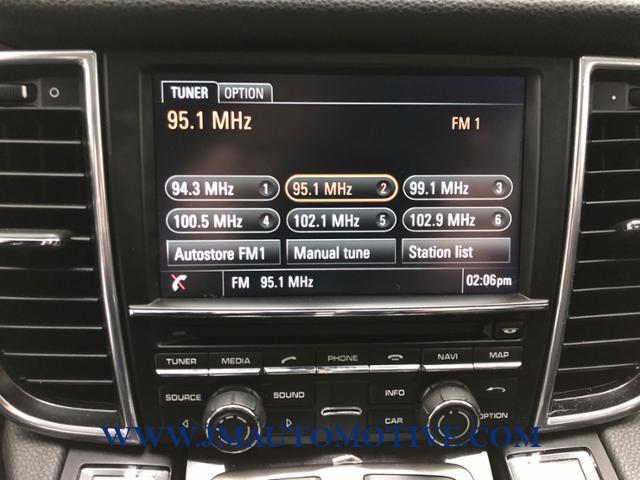 TUNER OPTION
95.1 MHz FM 1
94.3 MHz 1 95.1 MHz 2 99.1 MHz 3
100.5 MHz 4 102.1 MHz 5 102.9 MHz 6
Autostore FM1 Manual tune Station list
FM 95.1 MHz 02:06pm
TUNER MEDIA PHONE NAVI MAP
SOURCE SOUND INFO
CAR OPTION
WWW.JMAUTOMOTIVE.COM